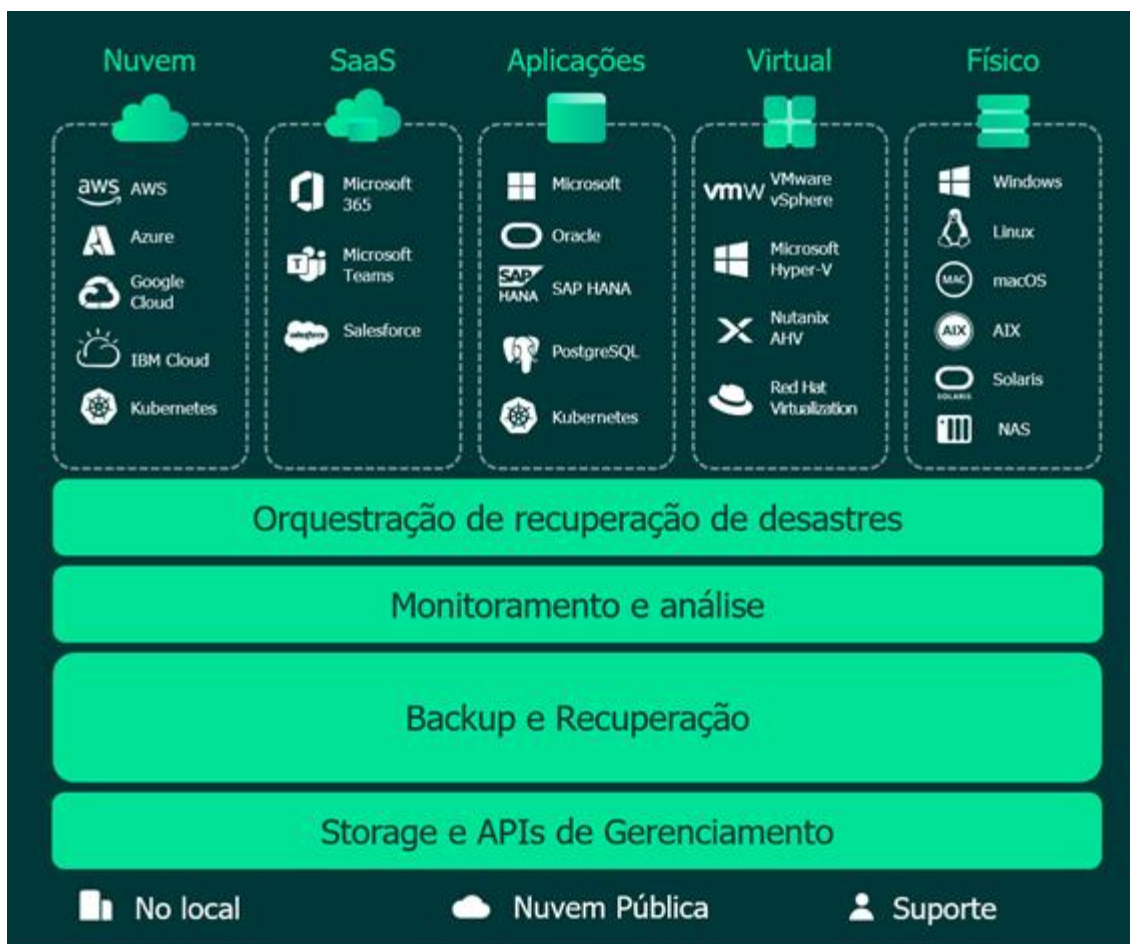 Nuvem
SaaS
Aplicações
Virtual
Físico
aws AWS
Azure
Google
Cloud
IBM Cloud
Kubernetes
Microsoft
365
T
Microsoft
Teams
salesforce
Salesforce
Microsoft
Oracle
SAP
HANA
SAP HANA
PostgreSQL
Kubernetes
vmw
VMware
vSphere
Microsoft
Hyper-V
Nutanix
AHV
Red Hat
Virtualization
Windows
Linux
MAC
macOS
AIX
AIX
SOLARIS
Solaris
NAS
Orquestração de recuperação de desastres
Monitoramento e análise
Backup e Recuperação
Storage e APIs de Gerenciamento
No local
Nuvem Pública
Suporte